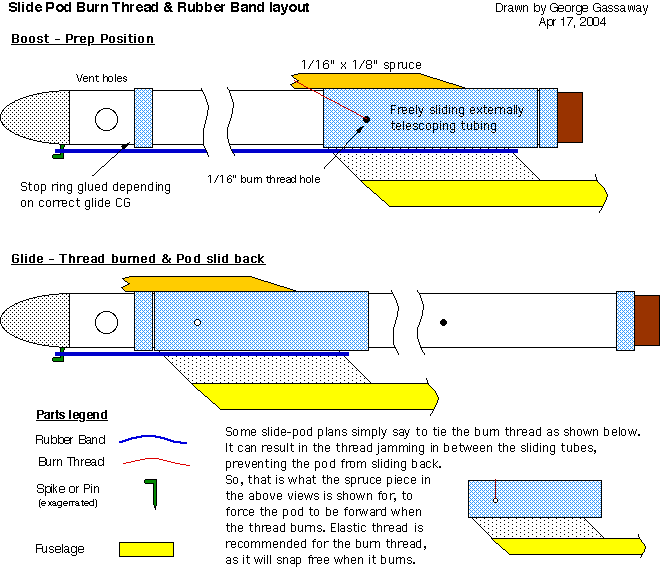 Slide Pod Burn Thread & Rubber Band layout
Drawn by George Gassaway
Apr 17, 2004
Boost - Prep Position
1/16" x 1/8" spruce
Vent holes
Freely sliding externally
telescoping tubing
Stop ring glued depending
on correct glide CG
1/16" burn thread hole
Glide - Thread burned & Pod slid back
Parts legend
Rubber Band
Burn Thread
Spike or Pin
(exagerrated)
Fuselage
Some slide-pod plans simply say to tie the burn thread as shown below.
It can result in the thread jamming in between the sliding tubes,
preventing the pod from sliding back.
So, that is what the spruce piece in
the above views is shown for, to
force the pod to be forward when
the thread burns. Elastic thread is
recommended for the burn thread,
as it will snap free when it burns.